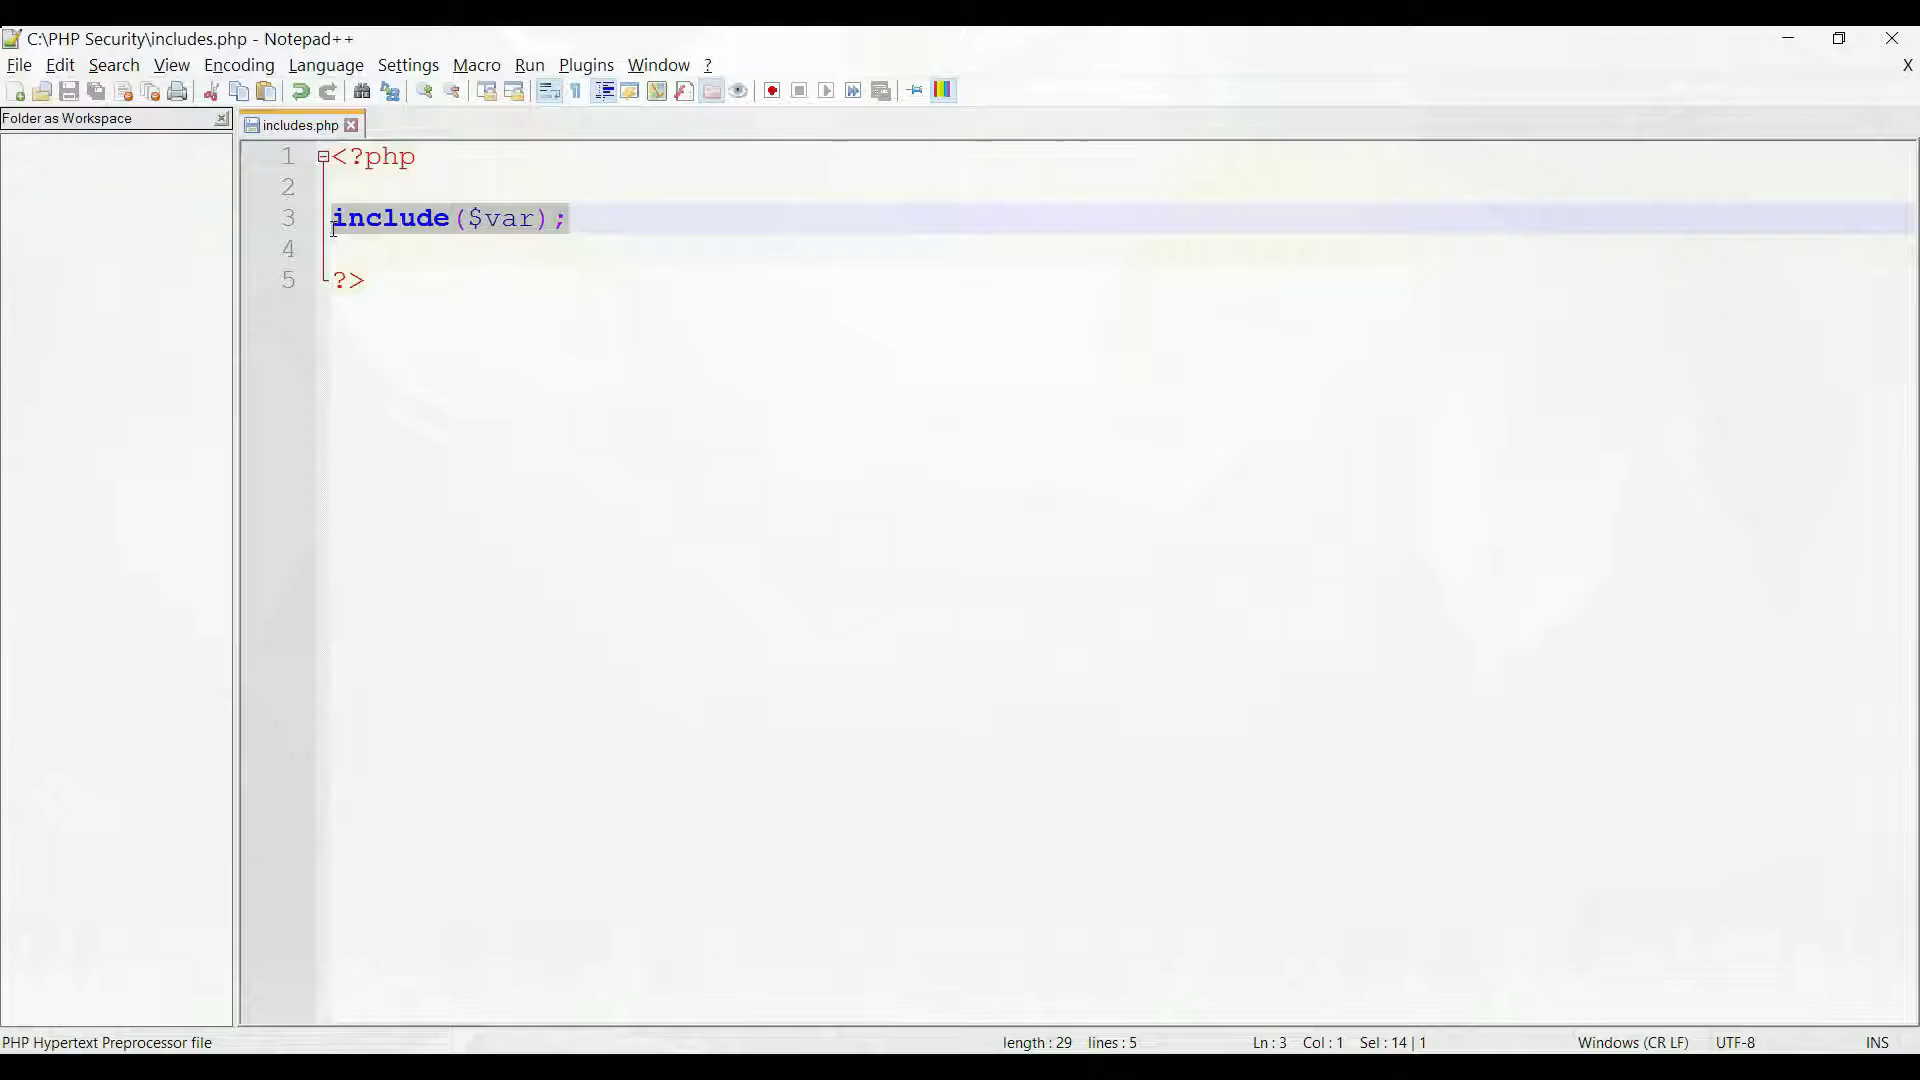 C:\PHP Security\includes.php - Notepad++
File Edit Search View Encoding Language Settings Macro Run Plugins Window ? X
Folder as Workspace
includes.php
1 <?php
2
3 include($var);
4
5 ?>
PHP Hypertext Preprocessor file length : 29 lines : 5 Ln : 3 Col : 1 Sel : 14 | 1 Windows (CR LF) UTF-8 INS